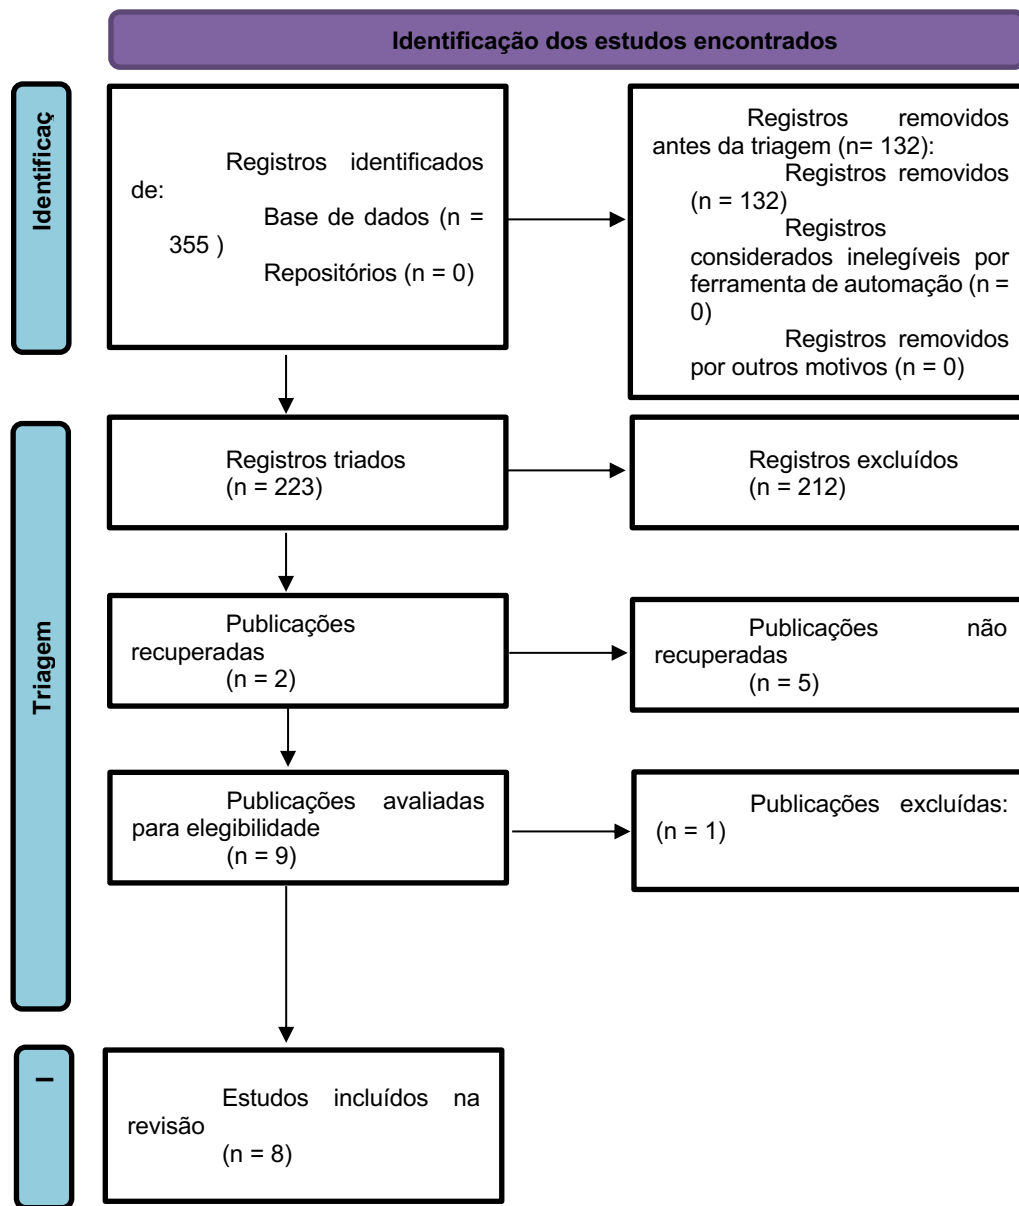 Identificação dos estudos encontrados
Identificaç
Registros identificados
de:
Base de dados (n =
355 )
Repositórios (n = 0)
Registros removidos
antes da triagem (n= 132):
Registros removidos
(n = 132)
Registros
considerados inelegíveis por
ferramenta de automação (n =
0)
Registros removidos
por outros motivos (n = 0)
Triagem
Registros triados
(n = 223)
Registros excluídos
(n = 212)
Publicações
recuperadas
(n = 2)
Publicações não
recuperadas
(n = 5)
Publicações avaliadas
para elegibilidade
(n = 9)
Publicações excluídas:
(n = 1)
I
Estudos incluídos na
revisão
(n = 8)